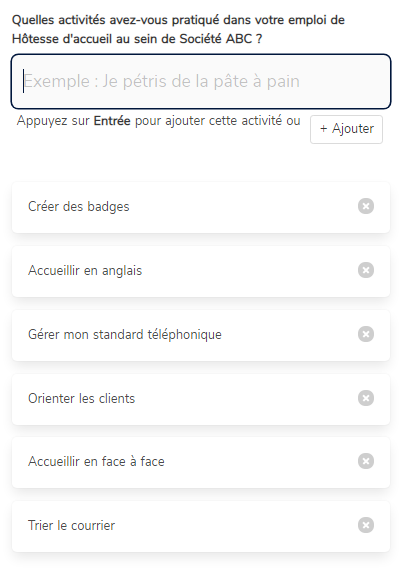 Quelles activités avez-vous pratiqué dans votre emploi de
Hôtesse d'accueil au sein de Société ABC ?
Exemple : Je pétris de la pâte à pain
Appuyez sur Entrée pour ajouter cette activité ou
+ Ajouter
Créer des badges
Accueillir en anglais
Gérer mon standard téléphonique
Orienter les clients
Accueillir en face à face
Trier le courrier